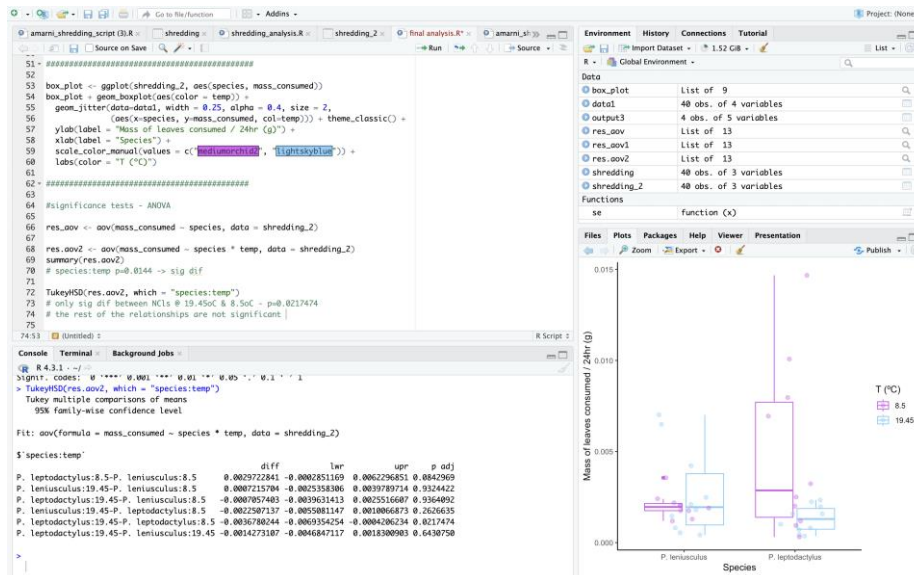 Go to file/function
Addins
Project: (None
amarni_shredding_script (3).R
shredding
shredding_analysis.R
shredding_2
final analysis.R*
amarni_sh
Source on Save
Run
Source
51 #############################################
52
53 box_plot <- ggplot(shredding_2, aes(species, mass_consumed))
54 box_plot + geom_boxplot(aes(color = temp)) +
55 geom_jitter(data=data1, width = 0.25, alpha = 0.4, size = 2,
56 (aes(x=species, y=mass_consumed, col=temp))) + theme_classic() +
57 ylab(label = "Mass of leaves consumed / 24hr (g)") +
58 xlab(label = "Species") +
59 scale_color_manual(values = c("mediumorchid2", "lightskyblue")) +
60 labs(color = "T (ºC)")
61
62 ############################################
63
64 #significance tests - ANOVA
65
66 res_aov <- aov(mass_consumed ~ species, data = shredding_2)
67
68 res.aov2 <- aov(mass_consumed ~ species * temp, data = shredding_2)
69 summary(res.aov2)
70 # species:temp p=0.0144 -> sig dif
71
72 TukeyHSD(res.aov2, which = "species:temp")
73 # only sig dif between NCls @ 19.45oC & 8.5oC - p=0.0217474
74 # the rest of the relationships are not significant
75
74:53
(Untitled)
R Script
Console
Terminal
Background Jobs
R 4.3.1 · ~/
Signif. codes: 0 '***' 0.001 '**' 0.01 '*' 0.05 '.' 0.1 ' ' 1
> TukeyHSD(res.aov2, which = "species:temp")
Tukey multiple comparisons of means
95% family-wise confidence level
Fit: aov(formula = mass_consumed ~ species * temp, data = shredding_2)
$`species:temp`
diff lwr upr p adj
P. leptodactylus:8.5-P. leniusculus:8.5 0.0029722841 -0.0002851169 0.0062296851 0.0842969
P. leniusculus:19.45-P. leniusculus:8.5 0.0007215704 -0.0025358306 0.0039789714 0.9324422
P. leptodactylus:19.45-P. leniusculus:8.5 -0.0007057403 -0.0039631413 0.0025516607 0.9364092
P. leniusculus:19.45-P. leptodactylus:8.5 -0.0022507137 -0.0055081147 0.0010066873 0.2626635
P. leptodactylus:19.45-P. leptodactylus:8.5 -0.0036780244 -0.0069354254 -0.0004206234 0.0217474
P. leptodactylus:19.45-P. leniusculus:19.45 -0.0014273107 -0.0046847117 0.0018300903 0.6430750
>
Environment
History
Connections
Tutorial
Import Dataset
1.52 GiB
List
R
Global Environment
Data
box_plot List of 9
data1 40 obs. of 4 variables
output3 4 obs. of 5 variables
res_aov List of 13
res_aov1 List of 13
res.aov2 List of 13
shredding 40 obs. of 3 variables
shredding_2 40 obs. of 3 variables
Functions
se function (x)
Files
Plots
Packages
Help
Viewer
Presentation
Zoom
Export
Publish
Mass of leaves consumed / 24hr (g)
0.015
0.010
0.005
0.000
P. leniusculus
P. leptodactylus
Species
T (ºC)
8.5
19.45